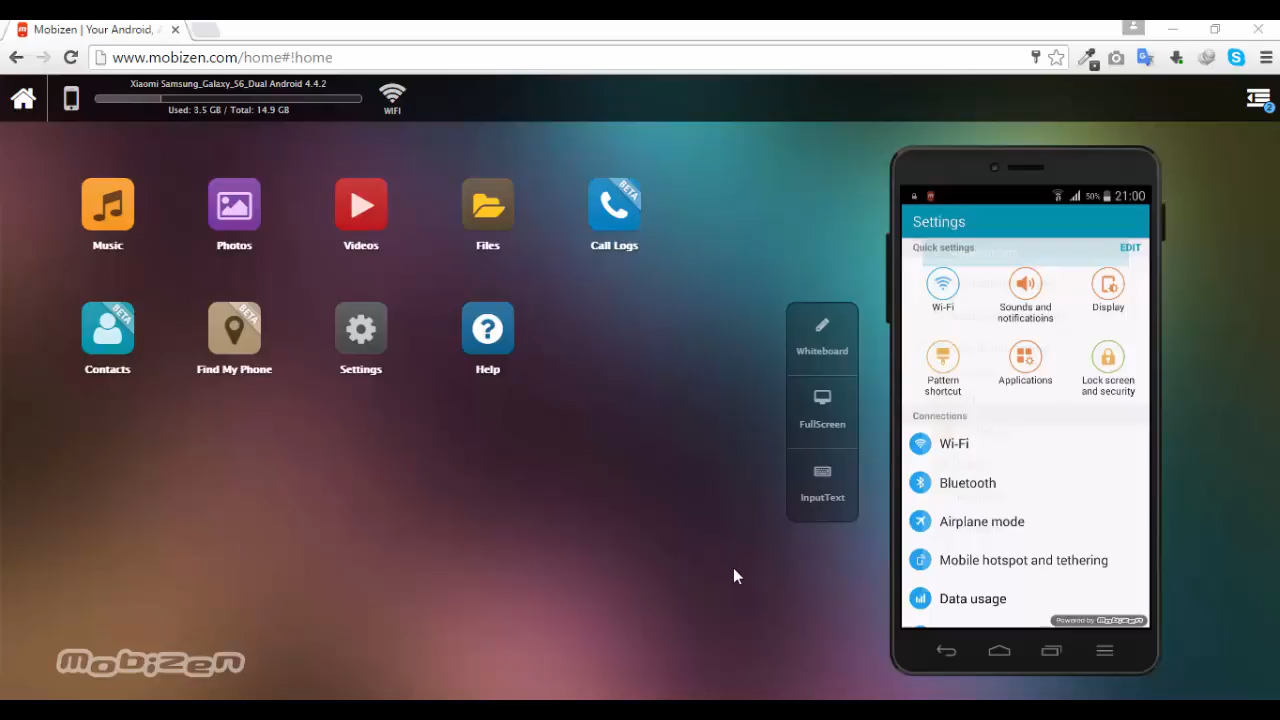 Mobizen | Your Android, A
www.mobizen.com/home#!home
Xiaomi Samsung_Galaxy_S6_Dual Android 4.4.2
Used: 3.5 GB / Total: 14.9 GB
WIFI
2
Music
Photos
Videos
Files
BETA
Call Logs
BETA
Contacts
BETA
Find My Phone
Settings
Help
Whiteboard
FullScreen
InputText
50% 21:00
Settings
Quick settings EDIT
Wi-Fi
Sounds and
notificatioins
Display
Pattern
shortcut
Applications
Lock screen
and security
Connections
Wi-Fi
Bluetooth
Airplane mode
Mobile hotspot and tethering
Data usage
Powered by mobizen
mobizen